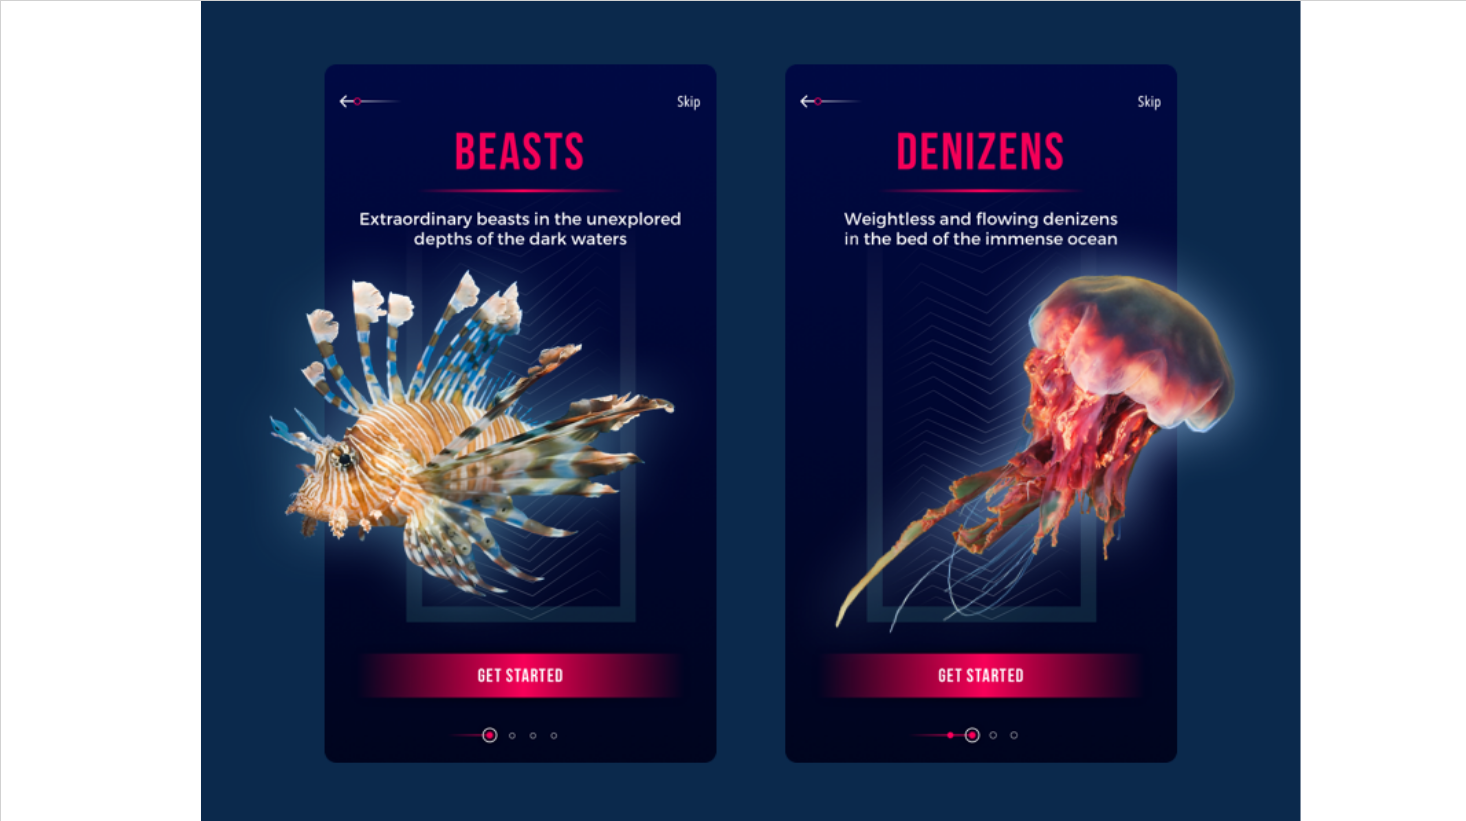 Skip
BEASTS
Extraordinary beasts in the unexplored
depths of the dark waters
GET STARTED
Skip
DENIZENS
Weightless and flowing denizens
in the bed of the immense ocean
GET STARTED